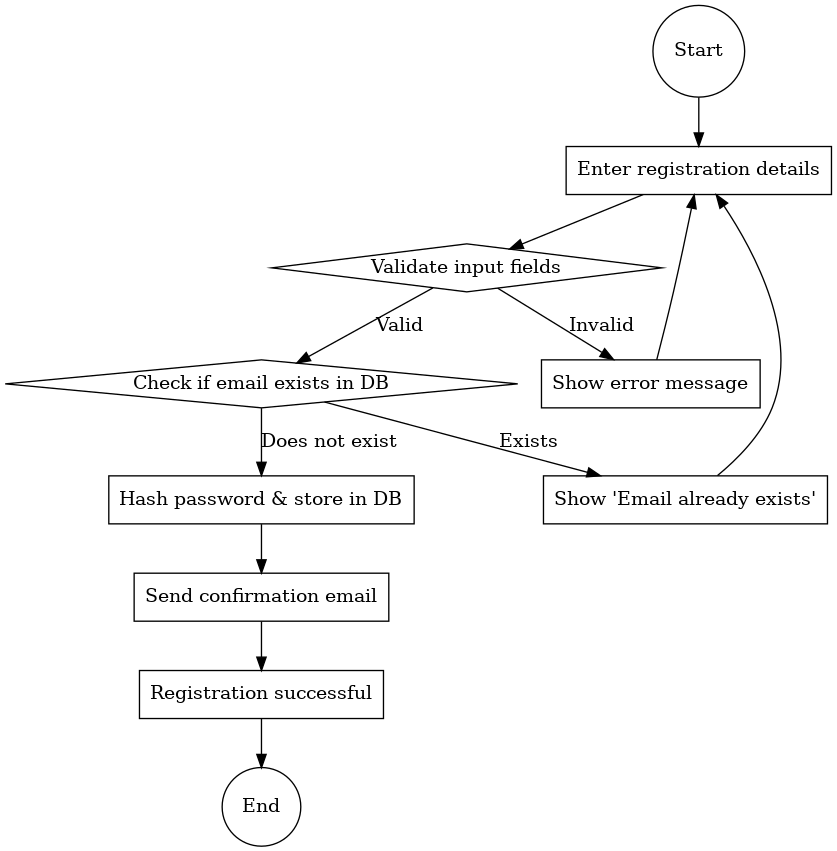 Start
Enter registration details
Validate input fields
Valid
Invalid
Check if email exists in DB
Show error message
Does not exist
Exists
Hash password & store in DB
Show 'Email already exists'
Send confirmation email
Registration successful
End